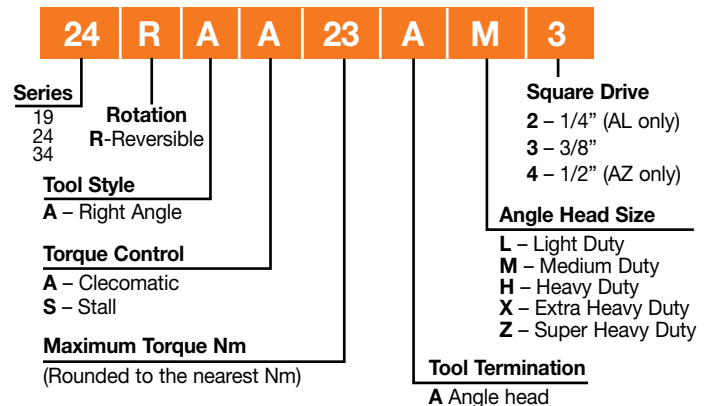 24 R A A 23 A M 3
Series
19
24
34
Rotation
R-Reversible
Tool Style
A – Right Angle
Torque Control
A – Clecomatic
S – Stall
Maximum Torque Nm
(Rounded to the nearest Nm)
Square Drive
2 – 1/4” (AL only)
3 – 3/8”
4 – 1/2” (AZ only)
Angle Head Size
L – Light Duty
M – Medium Duty
H – Heavy Duty
X – Extra Heavy Duty
Z – Super Heavy Duty
Tool Termination
A Angle head